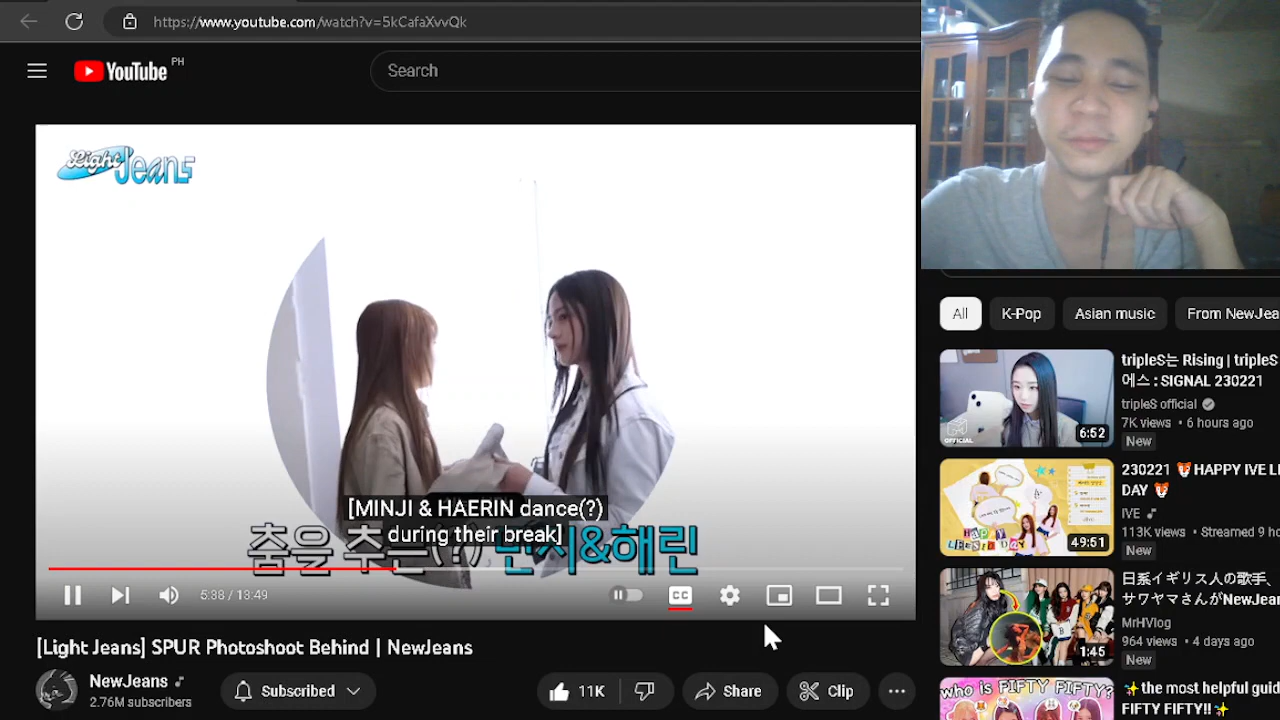 https://www.youtube.com/watch?v=5kCafaXvvQk
YouTube PH
Search
Light Jeans
[MINJI & HAERIN dance(?)
during their break]
춤을 추는(?) 민지&해린
5:38 / 13:49
CC
[Light Jeans] SPUR Photoshoot Behind | NewJeans
NewJeans
2.76M subscribers
Subscribed
11K
Share
Clip
All
K-Pop
Asian music
From NewJea
tripleS는 Rising | tripleS
에스 : SIGNAL 230221
tripleS official
7K views • 6 hours ago
New
OFFICIAL
6:52
230221 🐯HAPPY IVE LE
DAY 🐯
IVE
113K views • Streamed 9 ho
New
49:51
日系イギリス人の歌手、
サワヤマさんがNewJean
MrHVlog
964 views • 4 days ago
New
1:45
who is FIFTY FIFTY?
✨the most helpful guid
FIFTY FIFTY!!✨